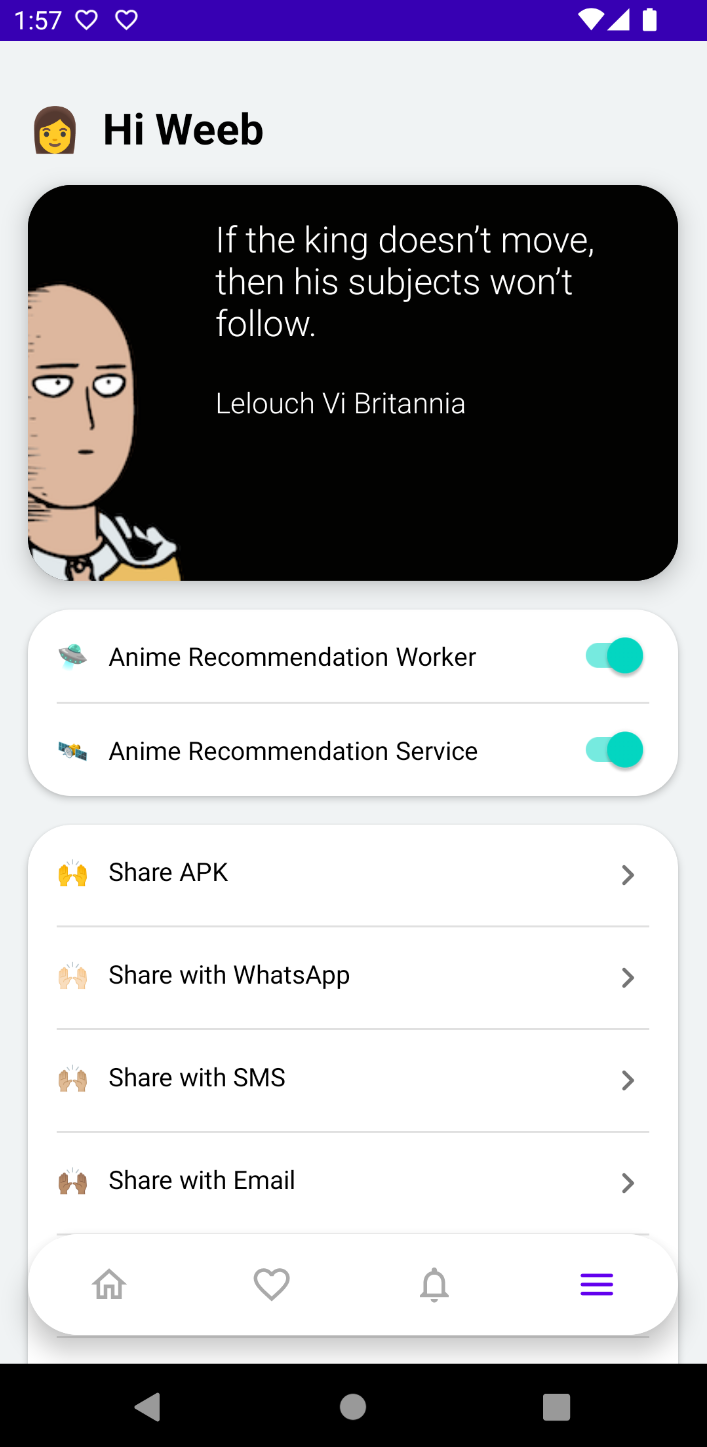 1:57
Hi Weeb
If the king doesn’t move,
then his subjects won’t
follow.
Lelouch Vi Britannia
Anime Recommendation Worker
Anime Recommendation Service
Share APK
Share with WhatsApp
Share with SMS
Share with Email